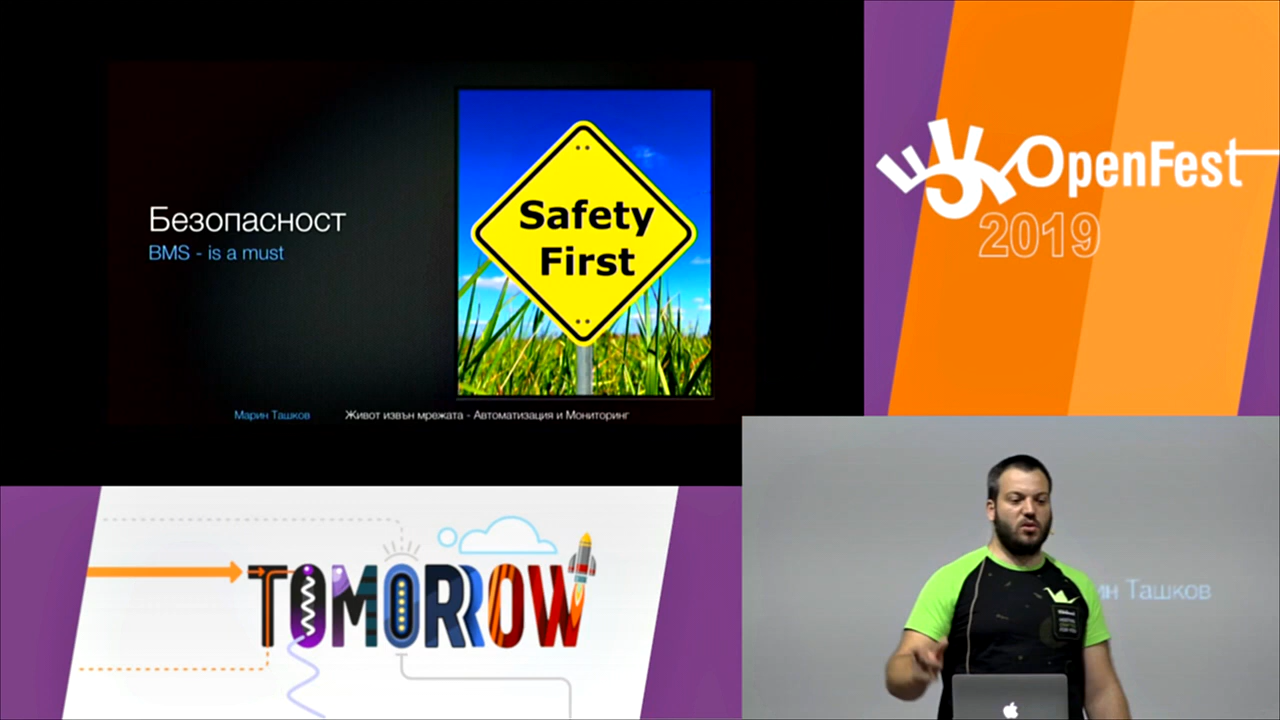 Безопасност
BMS - is a must
Safety
First
Марин Ташков
Живот извън мрежата - Автоматизация и Мониторинг
OpenFest
2019
TOMORROW
ин Ташков